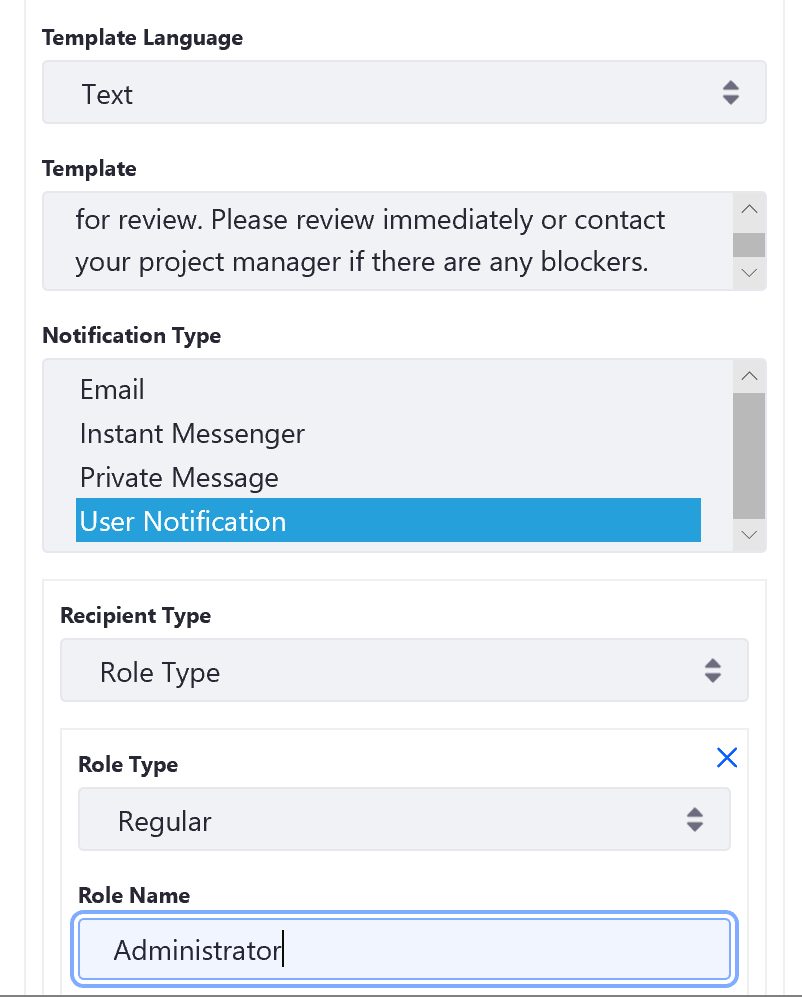 Template Language
Text
Template
for review. Please review immediately or contact
your project manager if there are any blockers.
Notification Type
Email
Instant Messenger
Private Message
User Notification
Recipient Type
Role Type
Role Type
Regular
Role Name
Administrator